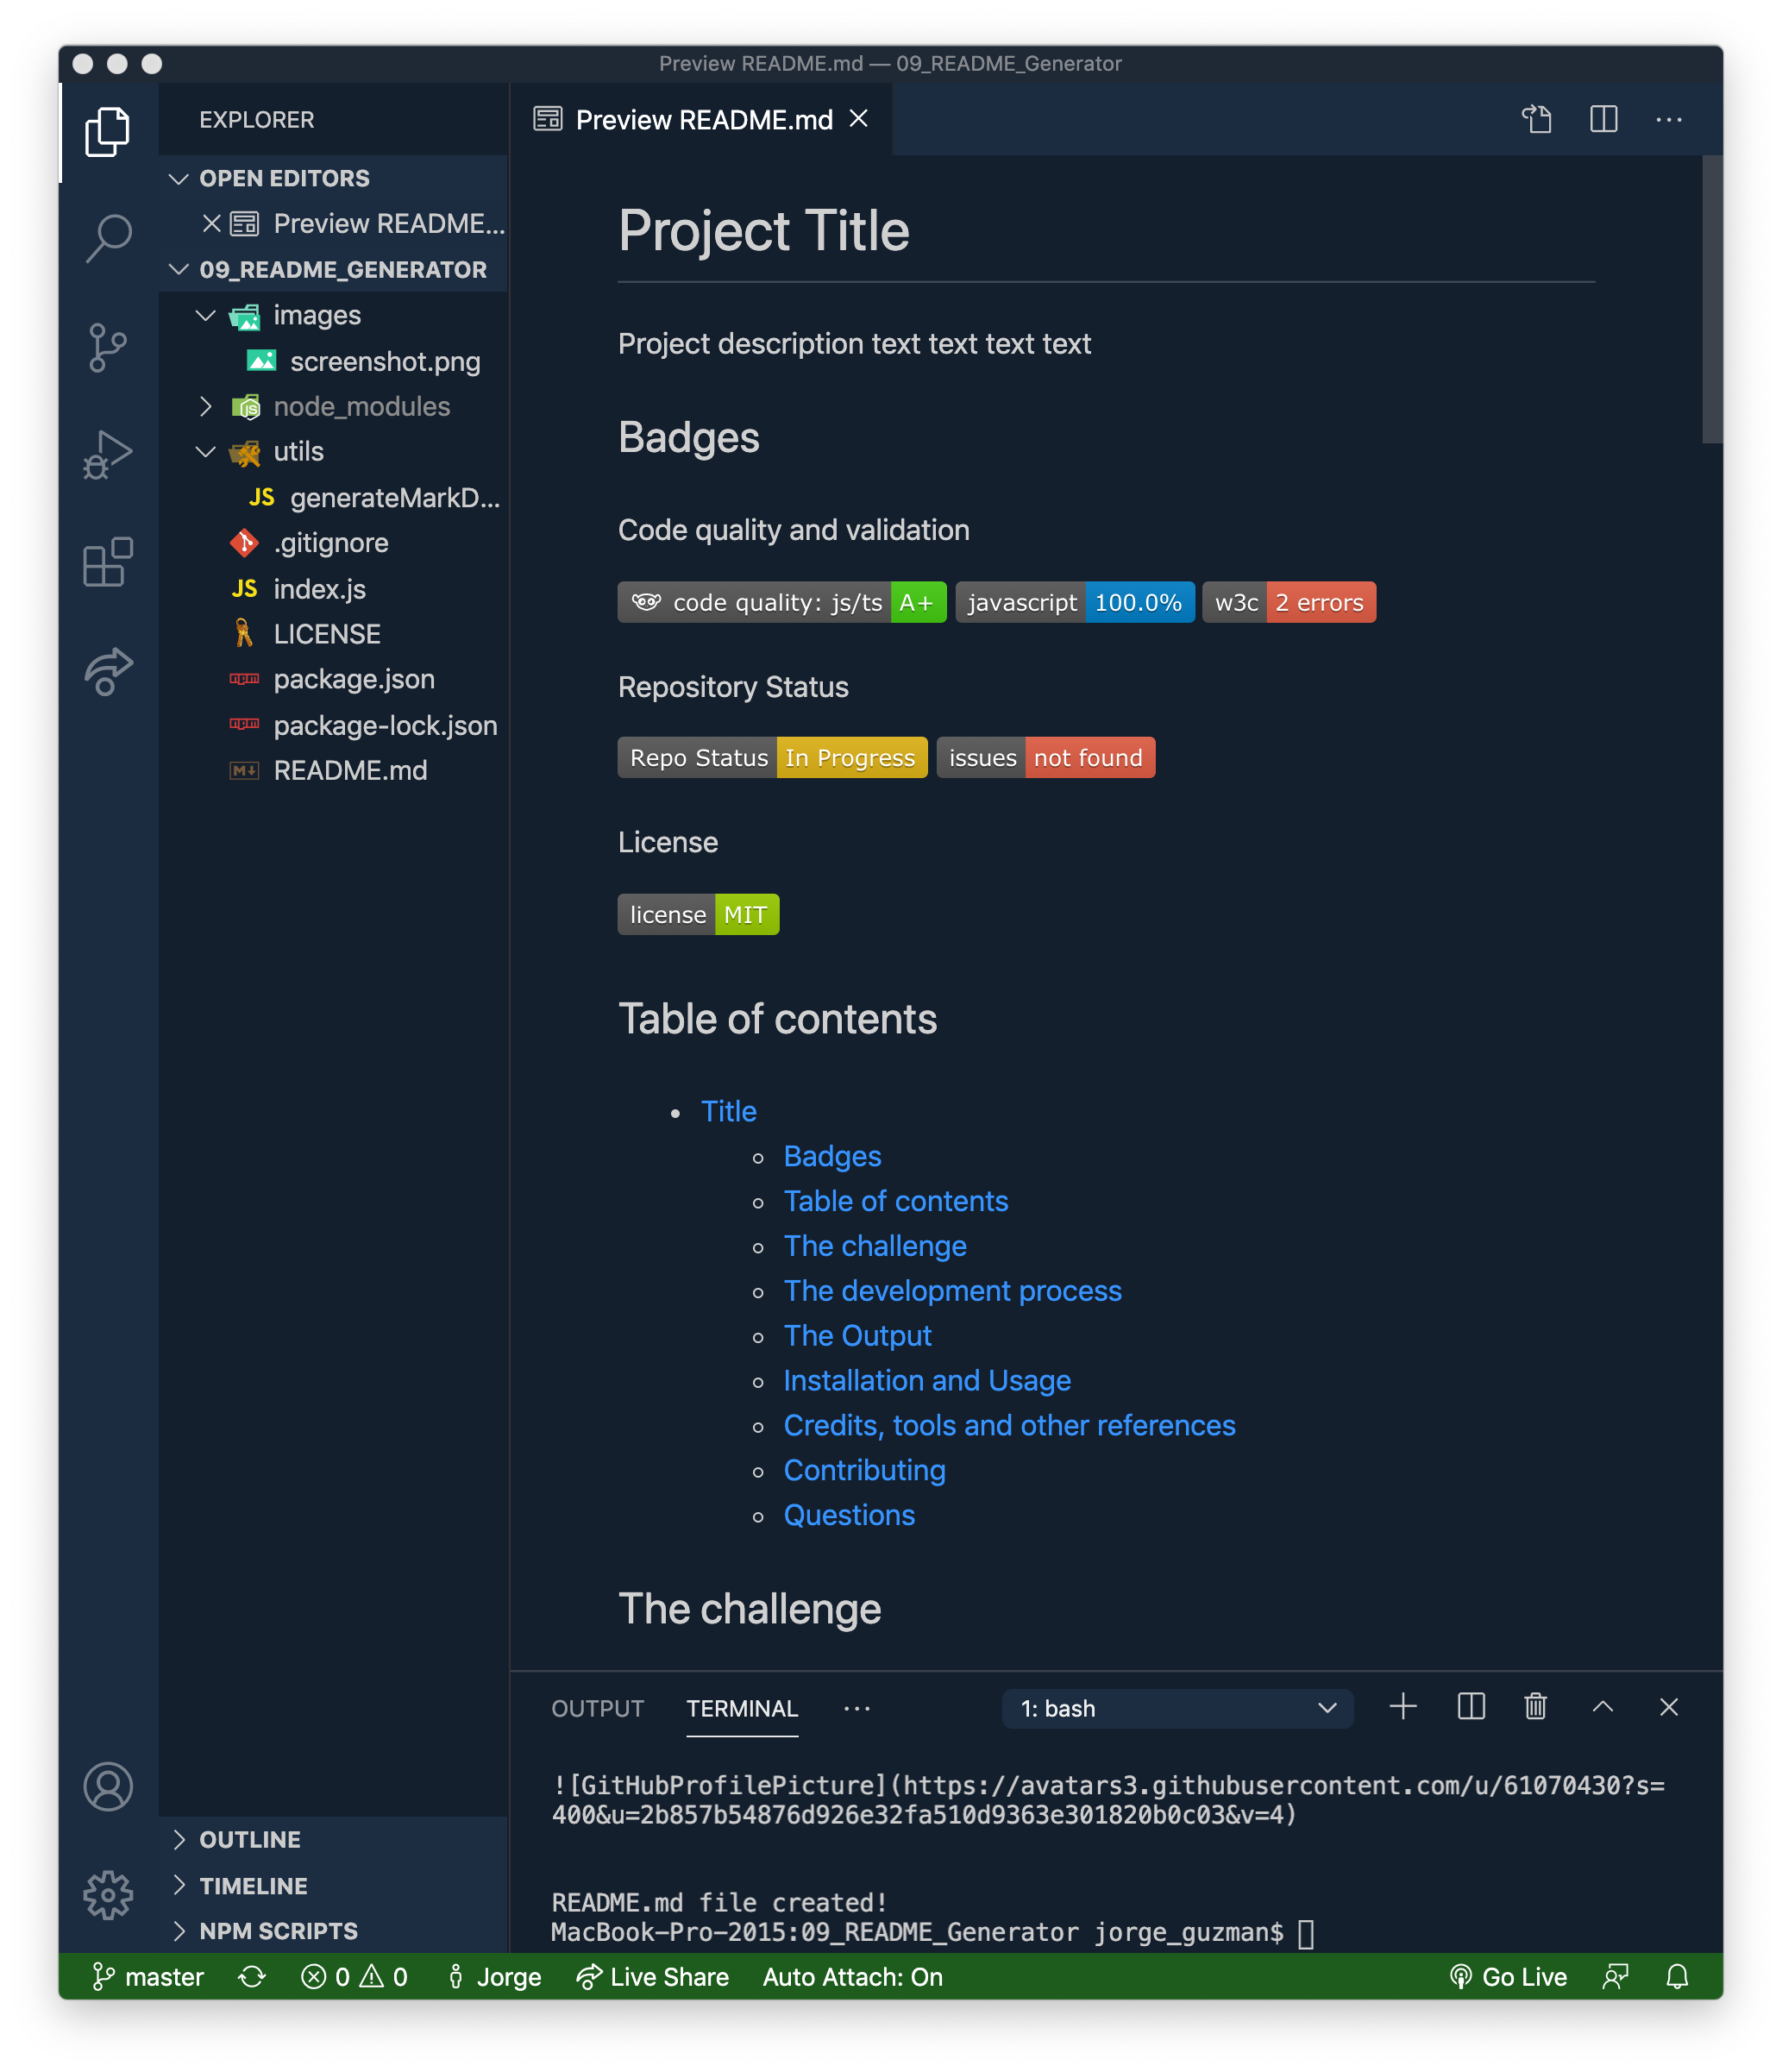 Preview README.md — 09_README_Generator
EXPLORER
OPEN EDITORS
Preview README...
09_README_GENERATOR
images
screenshot.png
node_modules
utils
JS generateMarkD...
.gitignore
JS index.js
LICENSE
package.json
package-lock.json
README.md
OUTLINE
TIMELINE
NPM SCRIPTS
Preview README.md
Project Title
Project description text text text text
Badges
Code quality and validation
code quality: js/ts A+ javascript 100.0% w3c 2 errors
Repository Status
Repo Status In Progress issues not found
License
license MIT
Table of contents
Title
Badges
Table of contents
The challenge
The development process
The Output
Installation and Usage
Credits, tools and other references
Contributing
Questions
The challenge
OUTPUT TERMINAL ··· 1: bash
![GitHubProfilePicture](https://avatars3.githubusercontent.com/u/61070430?s=
400&u=2b857b54876d926e32fa510d9363e301820b0c03&v=4)
README.md file created!
MacBook-Pro-2015:09_README_Generator jorge_guzman$
master 0 0 Jorge Live Share Auto Attach: On Go Live